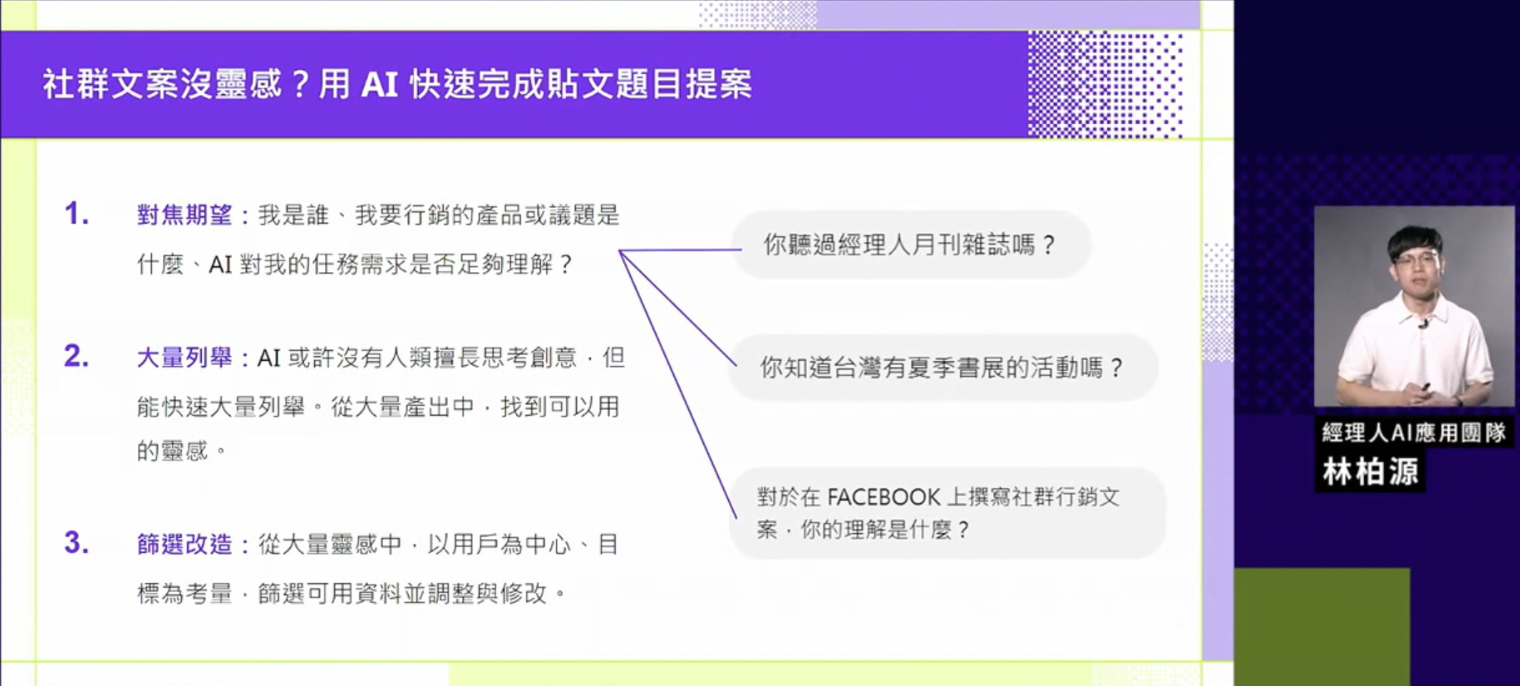 社群文案沒靈感？用 AI 快速完成貼文題目提案
1. 對焦期望：我是誰、我要行銷的產品或議題是
什麼、AI 對我的任務需求是否足夠理解？
2. 大量列舉：AI 或許沒有人類擅長思考創意，但
能快速大量列舉。從大量產出中，找到可以用
的靈感。
3. 篩選改造：從大量靈感中，以用戶為中心、目
標為考量，篩選可用資料並調整與修改。
你聽過經理人月刊雜誌嗎？
你知道台灣有夏季書展的活動嗎？
對於在 FACEBOOK 上撰寫社群行銷文
案，你的理解是什麼？
經理人AI應用團隊
林柏源